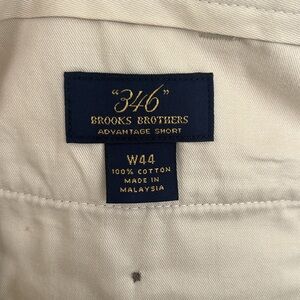 "346"
BROOKS BROTHERS
ADVANTAGE SHORT
W44
100% COTTON
MADE IN
MALAYSIA